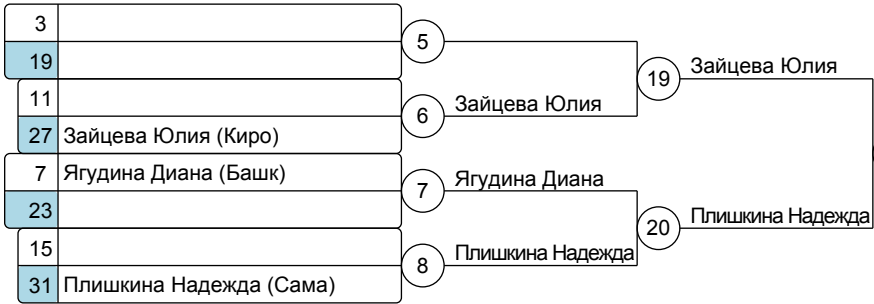 3
5
19
19 Зайцева Юлия
11
6 Зайцева Юлия
27 Зайцева Юлия (Киро)
7 Ягудина Диана (Башк)
7 Ягудина Диана
23
20 Плишкина Надежда
15
8 Плишкина Надежда
31 Плишкина Надежда (Сама)